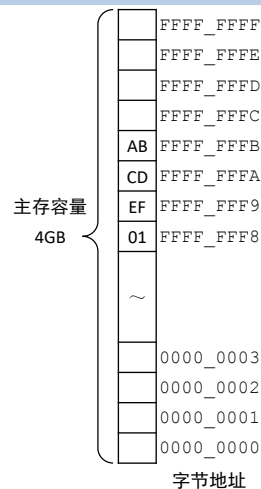 FFFF_FFFF
FFFF_FFFE
FFFF_FFFD
FFFF_FFFC
AB FFFF_FFFB
CD FFFF_FFFA
EF FFFF_FFF9
01 FFFF_FFF8
主存容量
4GB
~
0000_0003
0000_0002
0000_0001
0000_0000
字节地址